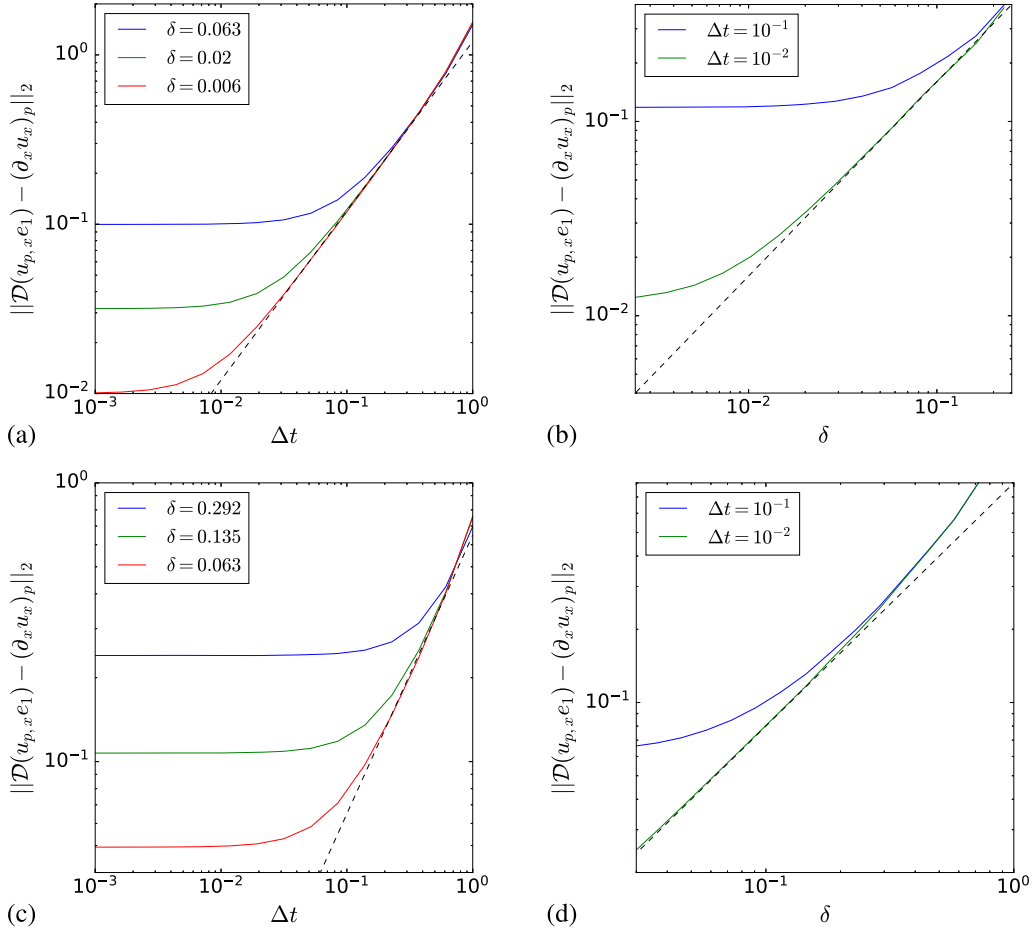 ||𝒟(u_{p,x}e_1) − (∂_x u_x)_p||_2
10^0
10^{-1}
10^{-2}
δ = 0.063
δ = 0.02
δ = 0.006
10^{-3} 10^{-2} 10^{-1} 10^0
(a) Δt
||𝒟(u_{p,x}e_1) − (∂_x u_x)_p||_2
10^{-1}
10^{-2}
Δt = 10^{-1}
Δt = 10^{-2}
10^{-2} 10^{-1}
(b) δ
||𝒟(u_{p,x}e_1) − (∂_x u_x)_p||_2
10^0
10^{-1}
δ = 0.292
δ = 0.135
δ = 0.063
10^{-3} 10^{-2} 10^{-1} 10^0
(c) Δt
||𝒟(u_{p,x}e_1) − (∂_x u_x)_p||_2
10^{-1}
Δt = 10^{-1}
Δt = 10^{-2}
10^{-1} 10^0
(d) δ